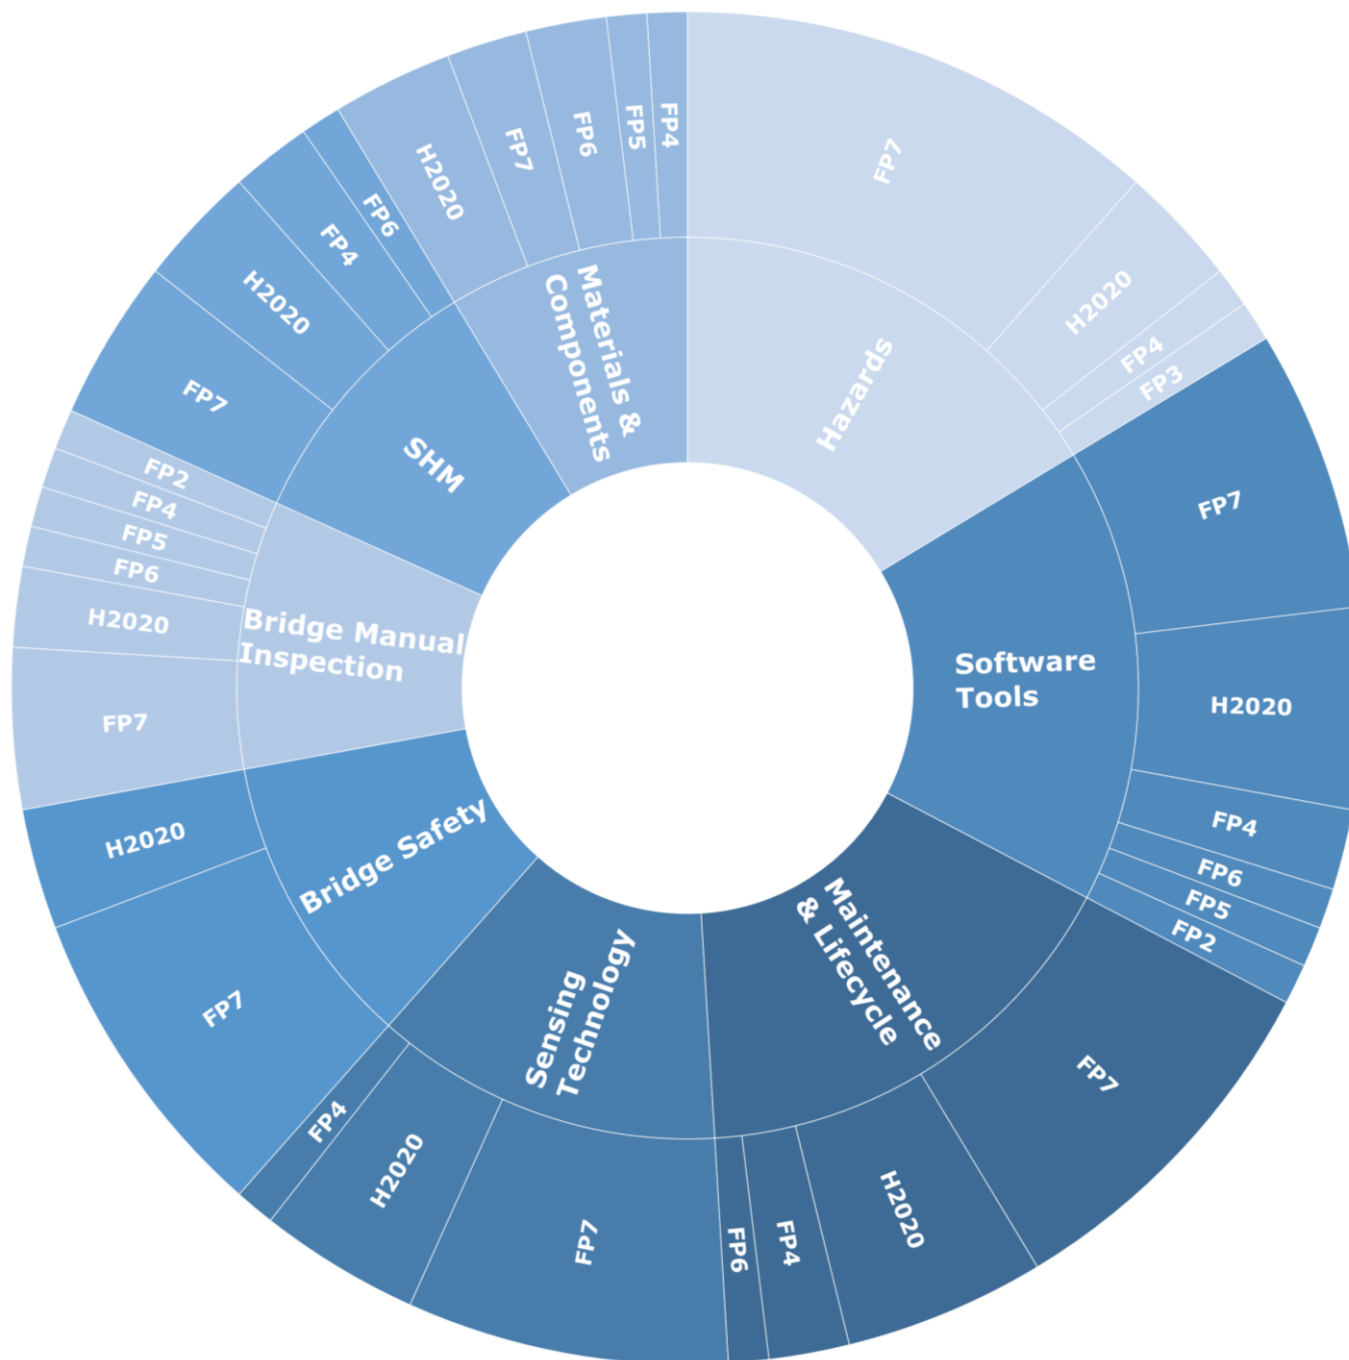 Hazards
FP7
H2020
FP4
FP3
Software
Tools
FP7
H2020
FP4
FP6
FP5
FP2
Maintenance
& Lifecycle
FP7
H2020
FP4
FP6
Sensing
Technology
FP7
H2020
FP4
Bridge Safety
FP7
H2020
Bridge Manual
Inspection
FP7
H2020
FP6
FP5
FP4
FP2
SHM
FP7
H2020
FP4
FP6
Materials &
Components
H2020
FP7
FP6
FP5
FP4